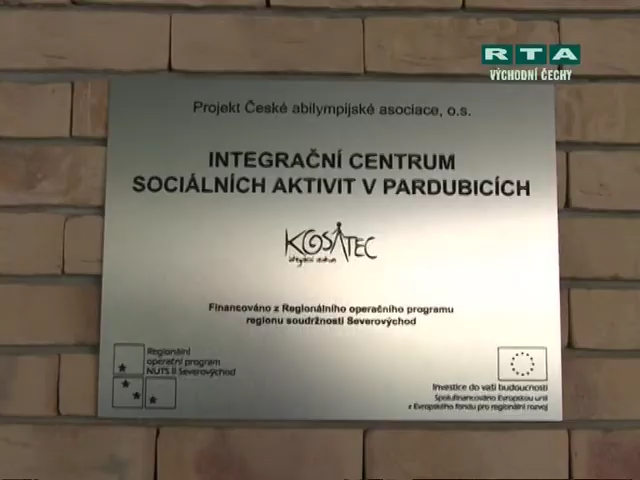 RTA
VÝCHODNÍ ČECHY
Projekt České abilympijské asociace, o.s.
INTEGRAČNÍ CENTRUM
SOCIÁLNÍCH AKTIVIT V PARDUBICÍCH
KOSATEC
integrační centrum
Financováno z Regionálního operačního programu
regionu soudržnosti Severovýchod
Regionální
operační program
NUTS II Severovýchod
Investice do vaší budoucnosti
Spolufinancováno Evropskou unií
z Evropského fondu pro regionální rozvoj